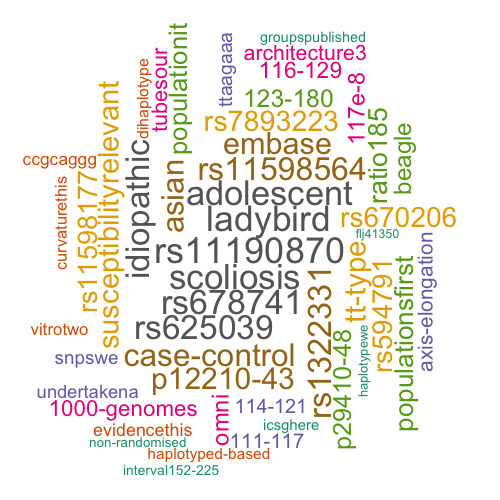 groupspublished
architecture3
116-129
ttaagaaa
117e-8
tubesour
dihaplotype
populationit
123-180
rs7893223
embase
ratio185
beagle
ccgcaggg
curvaturethis
rs11598177
susceptibilityrelevant
idiopathic
asian
rs11598564
adolescent
ladybird
rs670206
flj41350
rs11190870
scoliosis
rs678741
rs625039
rs1322331
tt-type
rs594791
populationsfirst
axis-elongation
vitrotwo
snpswe
case-control
p12210-43
p29410-48
haplotypewe
undertakena
1000-genomes
omni
114-121
icsghere
evidencethis
111-117
non-randomised
haplotyped-based
interval152-225